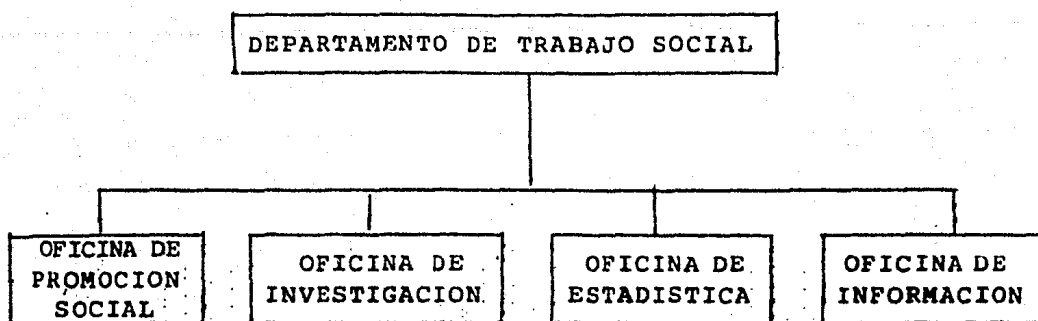 DEPARTAMENTO DE TRABAJO SOCIAL
OFICINA DE
PROMOCION
SOCIAL
OFICINA DE
INVESTIGACION
OFICINA DE
ESTADISTICA
OFICINA DE
INFORMACION